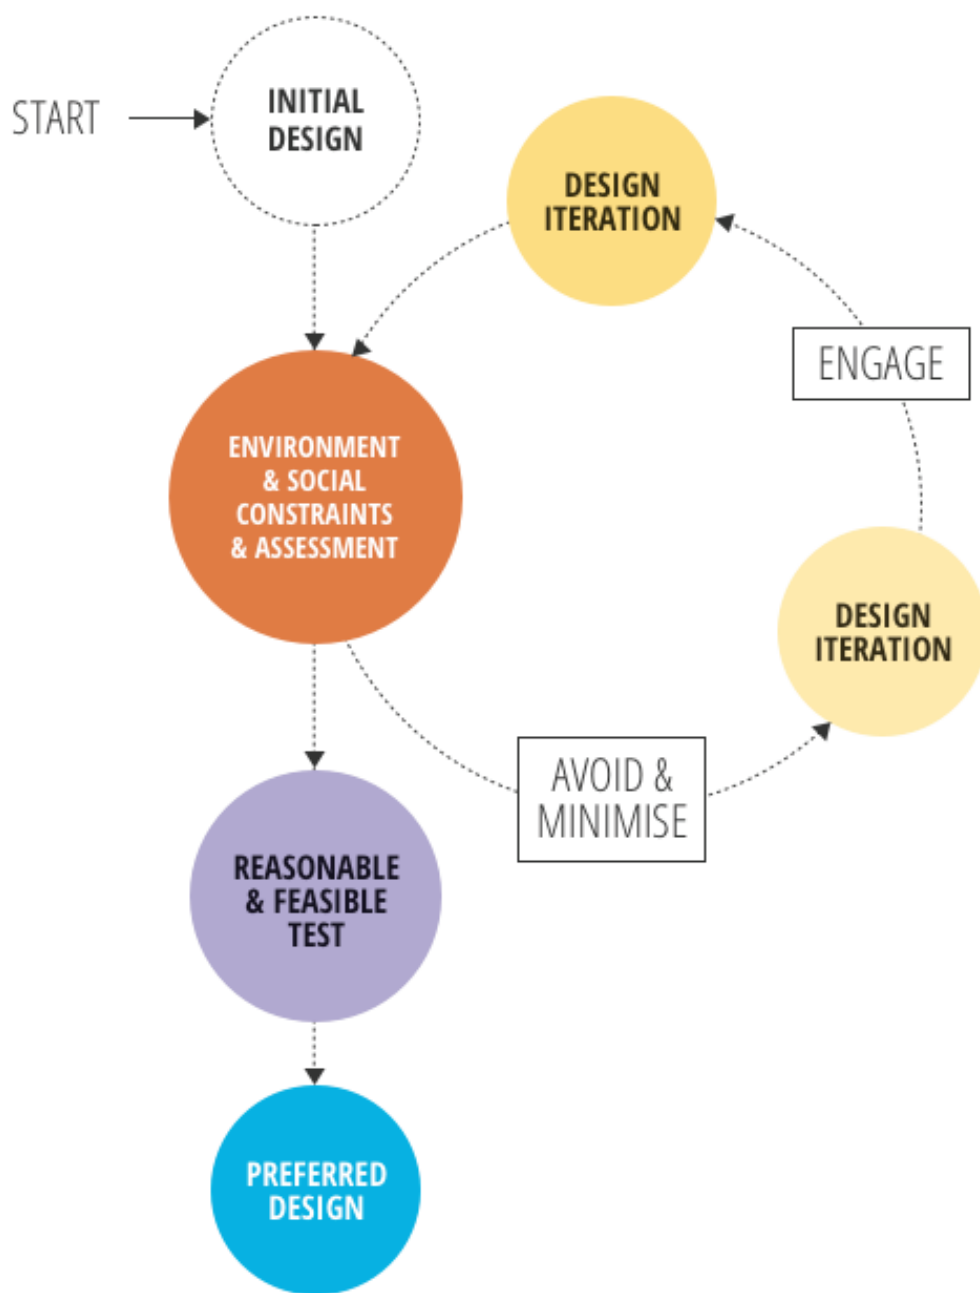 START
INITIAL
DESIGN
DESIGN
ITERATION
ENGAGE
ENVIRONMENT
& SOCIAL
CONSTRAINTS
& ASSESSMENT
DESIGN
ITERATION
AVOID &
MINIMISE
REASONABLE
& FEASIBLE
TEST
PREFERRED
DESIGN